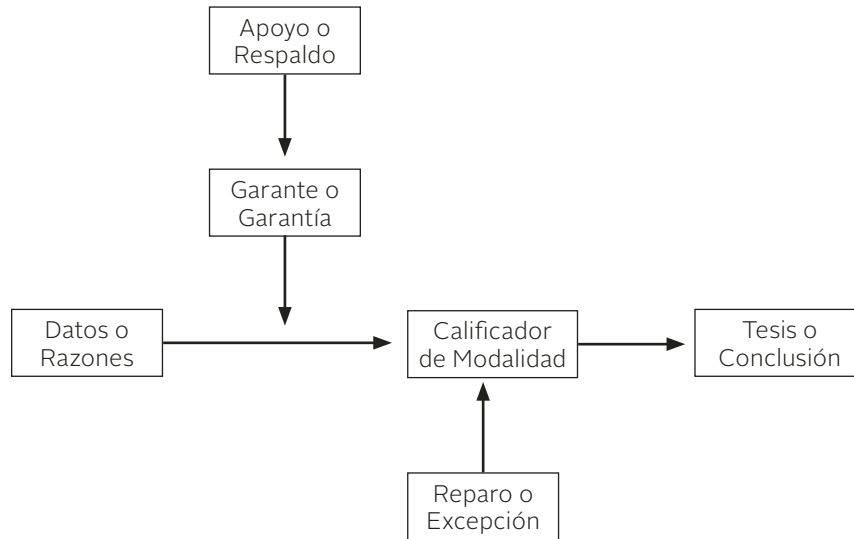 Apoyo o
Respaldo
Garante o
Garantía
Datos o
Razones
Calificador
de Modalidad
Tesis o
Conclusión
Reparo o
Excepción